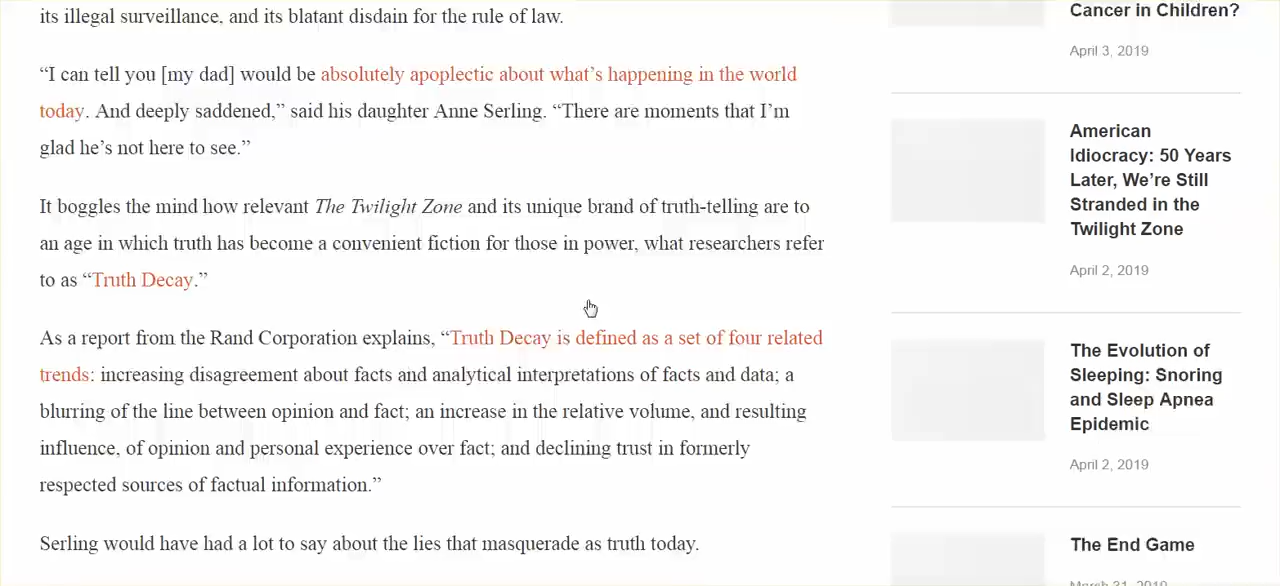 its illegal surveillance, and its blatant disdain for the rule of law.
“I can tell you [my dad] would be absolutely apoplectic about what’s happening in the world
today. And deeply saddened,” said his daughter Anne Serling. “There are moments that I’m
glad he’s not here to see.”
It boggles the mind how relevant The Twilight Zone and its unique brand of truth-telling are to
an age in which truth has become a convenient fiction for those in power, what researchers refer
to as “Truth Decay.”
As a report from the Rand Corporation explains, “Truth Decay is defined as a set of four related
trends: increasing disagreement about facts and analytical interpretations of facts and data; a
blurring of the line between opinion and fact; an increase in the relative volume, and resulting
influence, of opinion and personal experience over fact; and declining trust in formerly
respected sources of factual information.”
Serling would have had a lot to say about the lies that masquerade as truth today.
Cancer in Children?
April 3, 2019
American
Idiocracy: 50 Years
Later, We’re Still
Stranded in the
Twilight Zone
April 2, 2019
The Evolution of
Sleeping: Snoring
and Sleep Apnea
Epidemic
April 2, 2019
The End Game
March 31, 2019